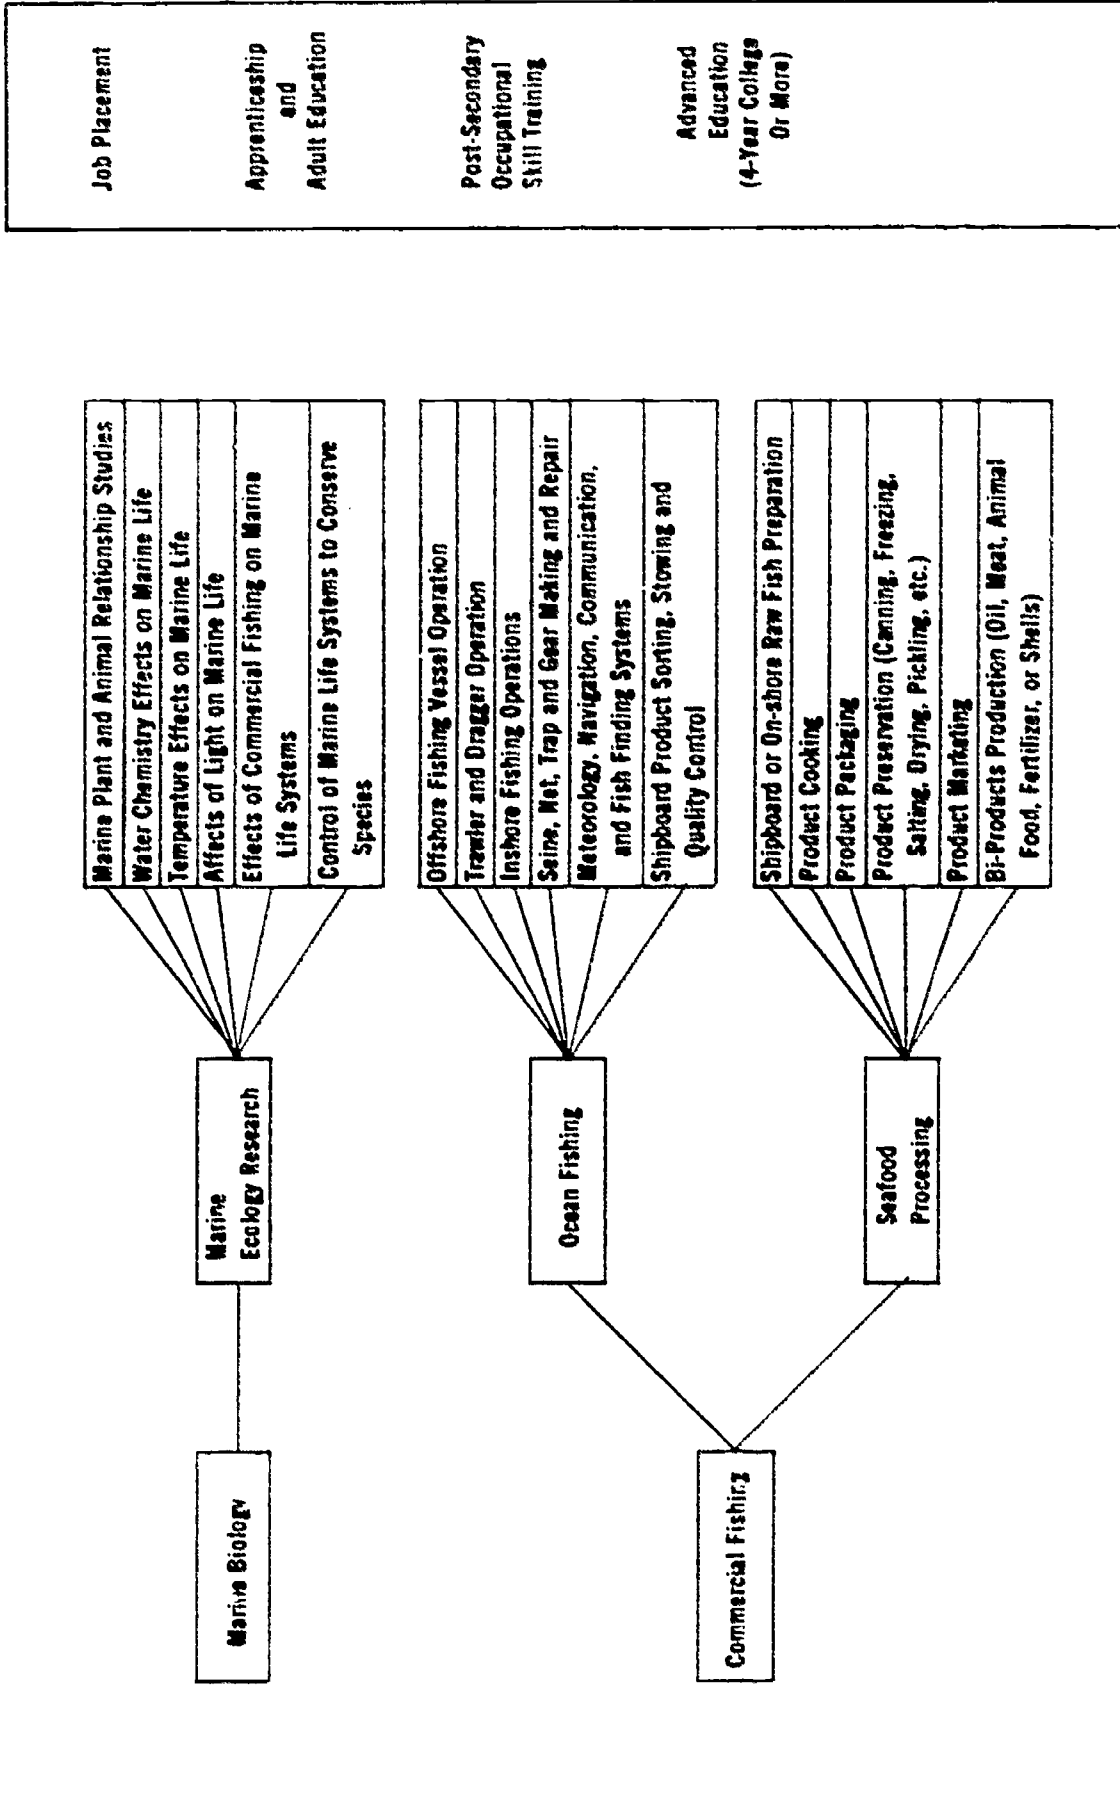 Marine Biology
Commercial Fishing
Marine
Ecology Research
Ocean Fishing
Seafood
Processing
Marine Plant and Animal Relationship Studies
Water Chemistry Effects on Marine Life
Temperature Effects on Marine Life
Affects of Light on Marine Life
Effects of Commercial Fishing on Marine
Life Systems
Control of Marine Life Systems to Conserve
Species
Offshore Fishing Vessel Operation
Trawler and Dragger Operation
Inshore Fishing Operations
Seine, Net, Trap and Gear Making and Repair
Meteorology, Navigation, Communication,
and Fish Finding Systems
Shipboard Product Sorting, Stowing and
Quality Control
Shipboard or On-shore Raw Fish Preparation
Product Cooking
Product Packaging
Product Preservation (Canning, Freezing,
Salting, Drying, Pickling, etc.)
Product Marketing
Bi-Products Production (Oil, Meat, Animal
Food, Fertilizer, or Shells)
Job Placement
Apprenticeship
and
Adult Education
Post-Secondary
Occupational
Skill Training
Advanced
Education
(4-Year College
Or More)